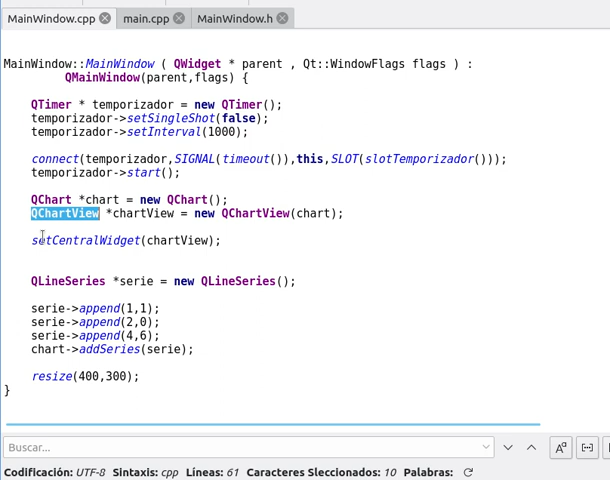 MainWindow.cpp main.cpp MainWindow.h
MainWindow::MainWindow ( QWidget * parent , Qt::WindowFlags flags ) :
QMainWindow(parent,flags) {
QTimer * temporizador = new QTimer();
temporizador->setSingleShot(false);
temporizador->setInterval(1000);
connect(temporizador,SIGNAL(timeout()),this,SLOT(slotTemporizador()));
temporizador->start();
QChart *chart = new QChart();
QChartView *chartView = new QChartView(chart);
setCentralWidget(chartView);
QLineSeries *serie = new QLineSeries();
serie->append(1,1);
serie->append(2,0);
serie->append(4,6);
chart->addSeries(serie);
resize(400,300);
}
Buscar...
Codificación: UTF-8 Sintaxis: cpp Líneas: 61 Caracteres Sleccionados: 10 Palabras: